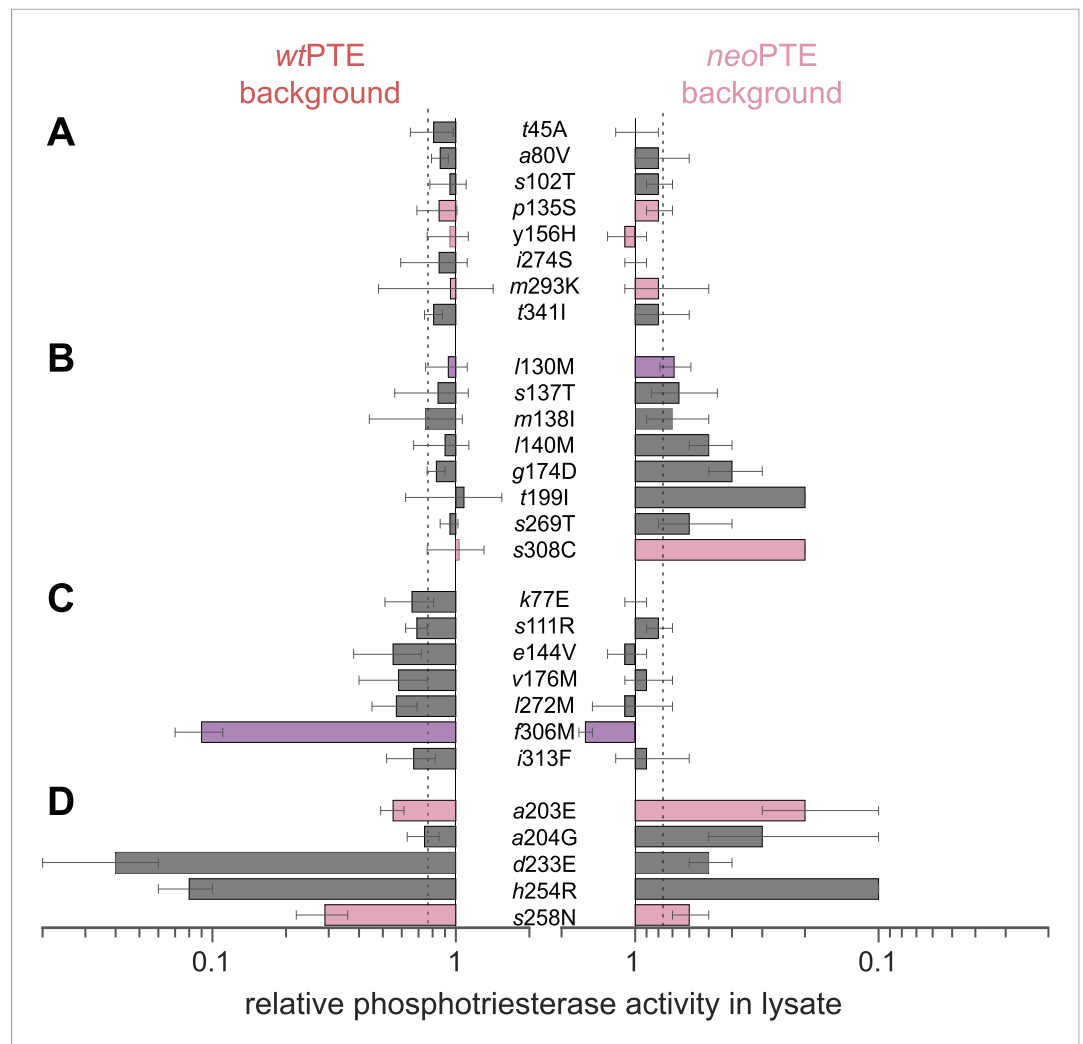 wtPTE
background
neoPTE
background
A
t45A
a80V
s102T
p135S
y156H
i274S
m293K
t341I
B
l130M
s137T
m138I
l140M
g174D
t199I
s269T
s308C
C
k77E
s111R
e144V
v176M
l272M
f306M
i313F
D
a203E
a204G
d233E
h254R
s258N
0.1 1 1 0.1
relative phosphotriesterase activity in lysate